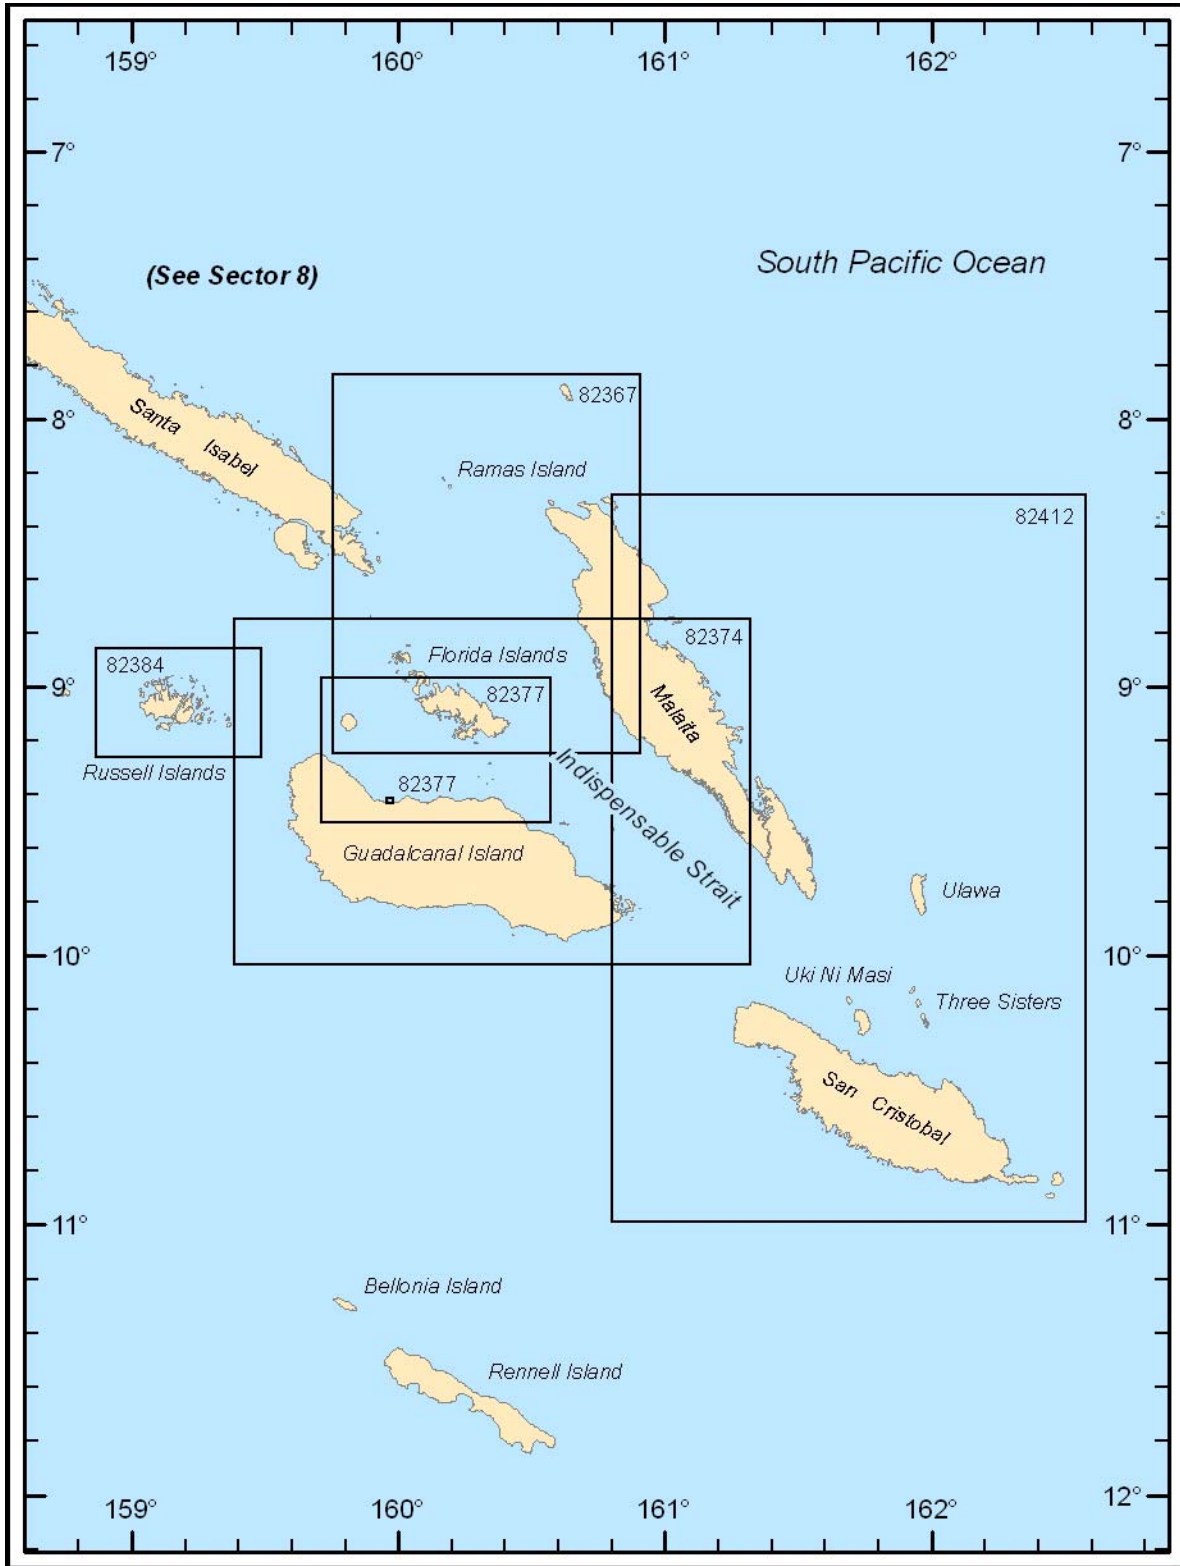 159° 160° 161° 162°
7° 7°
South Pacific Ocean
(See Sector 8)
82367
8° 8°
Santa Isabel
Ramas Island
82412
82374
Florida Islands
82384
9° 82377 9°
Malaita
Russell Islands
82377
Indispensable Strait
Guadalcanal Island
Ulawa
10° 10°
Uki Ni Masi
Three Sisters
San Cristobal
11° 11°
Bellonia Island
Rennell Island
159° 160° 161° 162° 12°